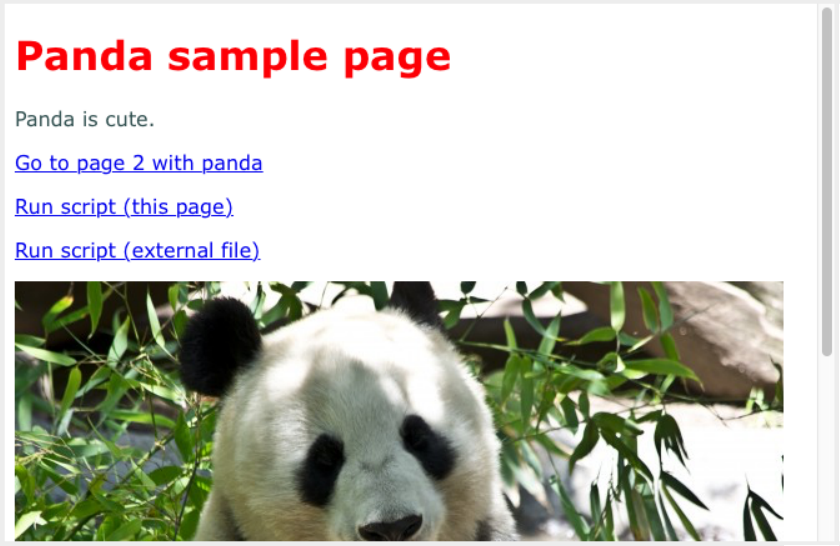 Panda sample page
Panda is cute.
Go to page 2 with panda
Run script (this page)
Run script (external file)